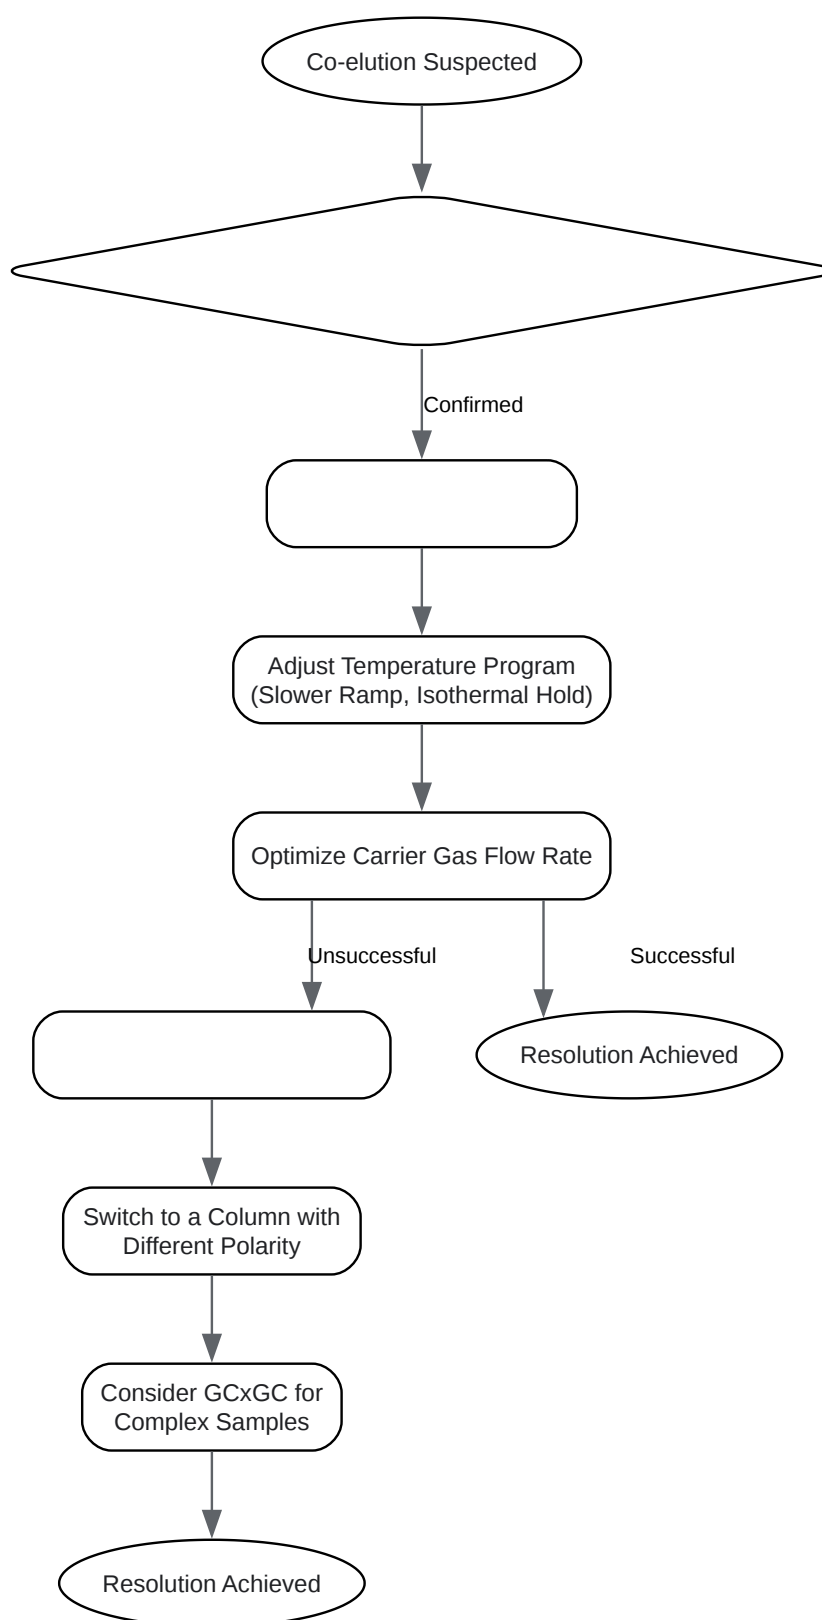 Co-elution Suspected
Confirmed
Adjust Temperature Program
(Slower Ramp, Isothermal Hold)
Optimize Carrier Gas Flow Rate
Unsuccessful
Successful
Resolution Achieved
Switch to a Column with
Different Polarity
Consider GCxGC for
Complex Samples
Resolution Achieved